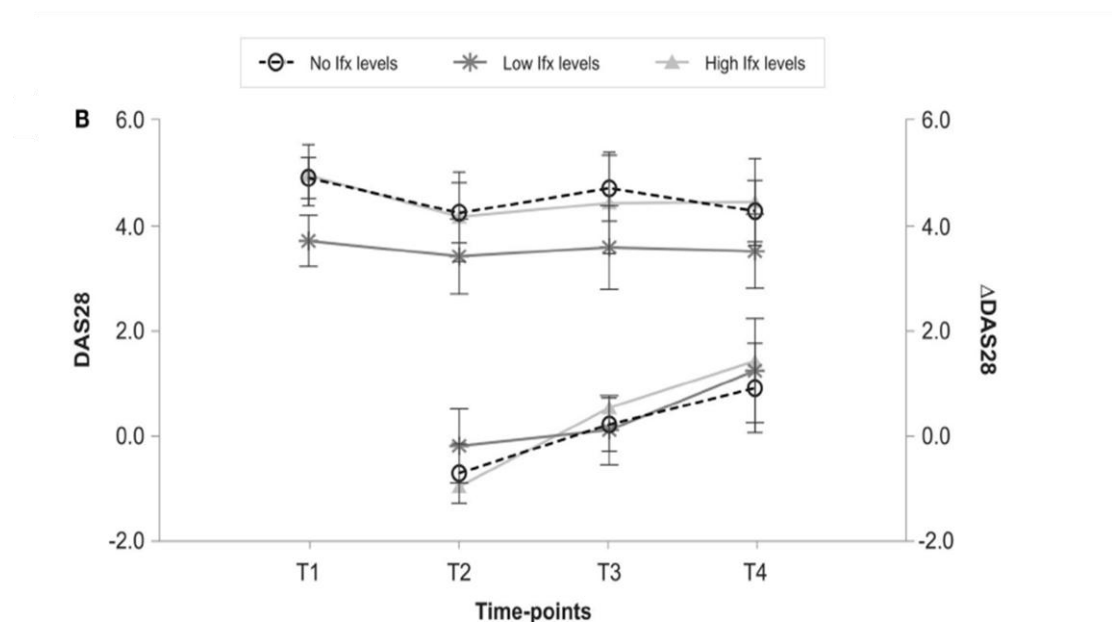 No Ifx levels Low Ifx levels High Ifx levels
B
6.0 6.0
4.0 4.0
2.0 2.0
0.0 0.0
-2.0 -2.0
DAS28
ΔDAS28
T1 T2 T3 T4
Time-points